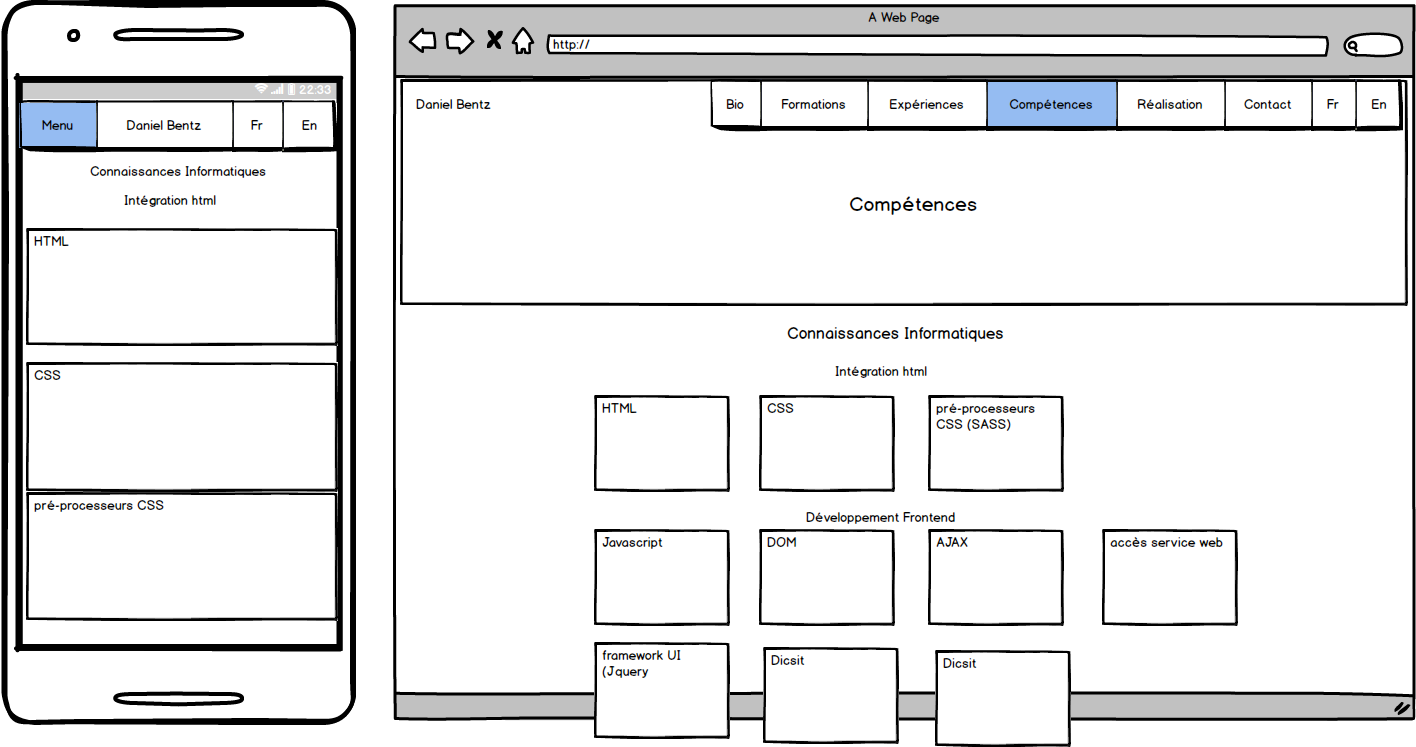 22:33
Menu Daniel Bentz Fr En
Connaissances Informatiques
Intégration html
HTML
CSS
pré-processeurs CSS
A Web Page
http://
Daniel Bentz Bio Formations Expériences Compétences Réalisation Contact Fr En
Compétences
Connaissances Informatiques
Intégration html
HTML CSS pré-processeurs
CSS (SASS)
Développement Frontend
Javascript DOM AJAX accès service web
framework UI
(Jquery
Dicsit
Dicsit